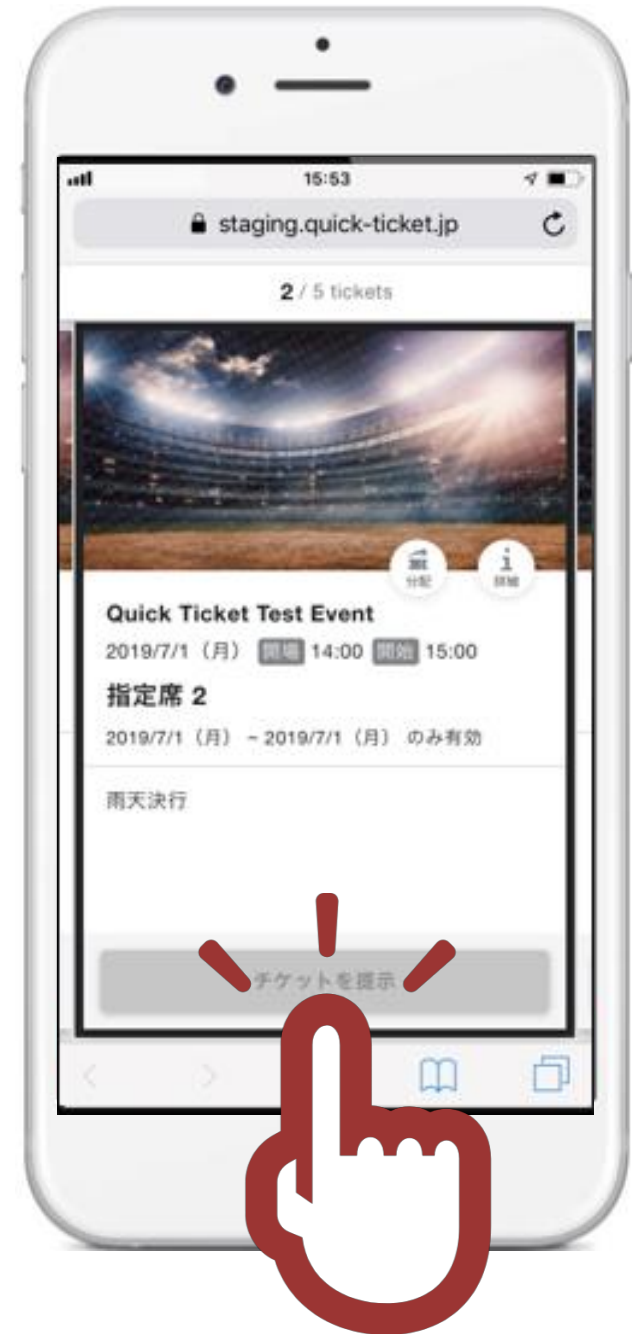 15:53
staging.quick-ticket.jp
2 / 5 tickets
分配 詳細
Quick Ticket Test Event
2019/7/1（月） 開場 14:00 開始 15:00
指定席 2
2019/7/1（月） ~ 2019/7/1（月） のみ有効
雨天決行
チケットを提示